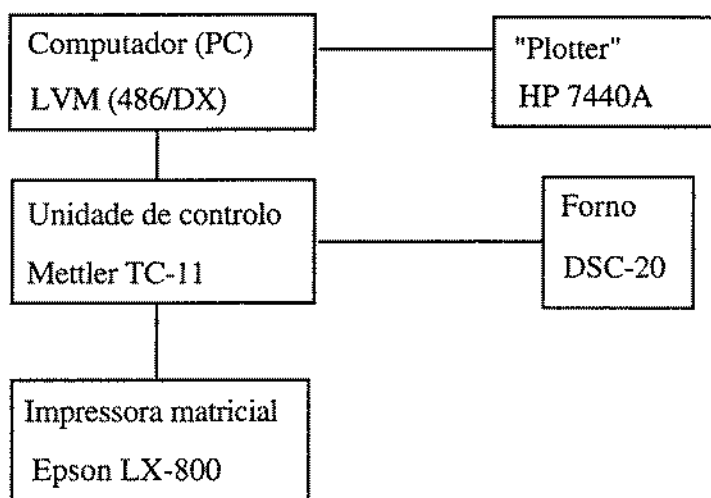 Computador (PC)
LVM (486/DX)
"Plotter"
HP 7440A
Unidade de controlo
Mettler TC-11
Forno
DSC-20
Impressora matricial
Epson LX-800